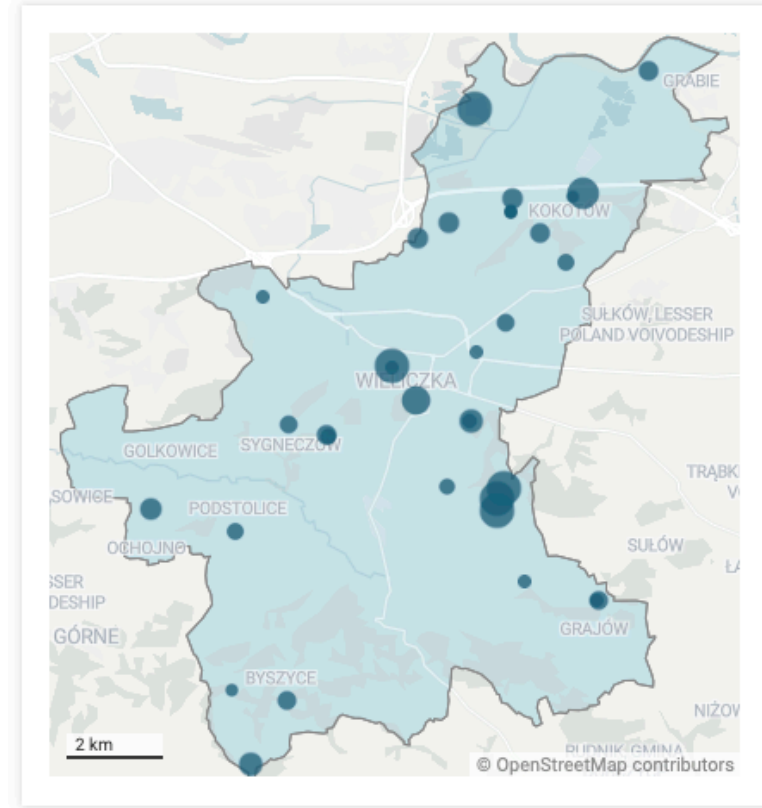 GRABIE
KOKOTÓW
SUŁKÓW, LESSER
POLAND VOIVODESHIP
WIELICZKA
GOLKOWICE
SYGNECZÓW
SOWICE
PODSTOLICE
TRĄBK
V
OCHOJNO
SUŁÓW
ŁA
SSER
DESHIP
GÓRNE
GRAJÓW
BYSZYCE
NIŻOW
2 km
RUDNIK, GMINA
© OpenStreetMap contributors